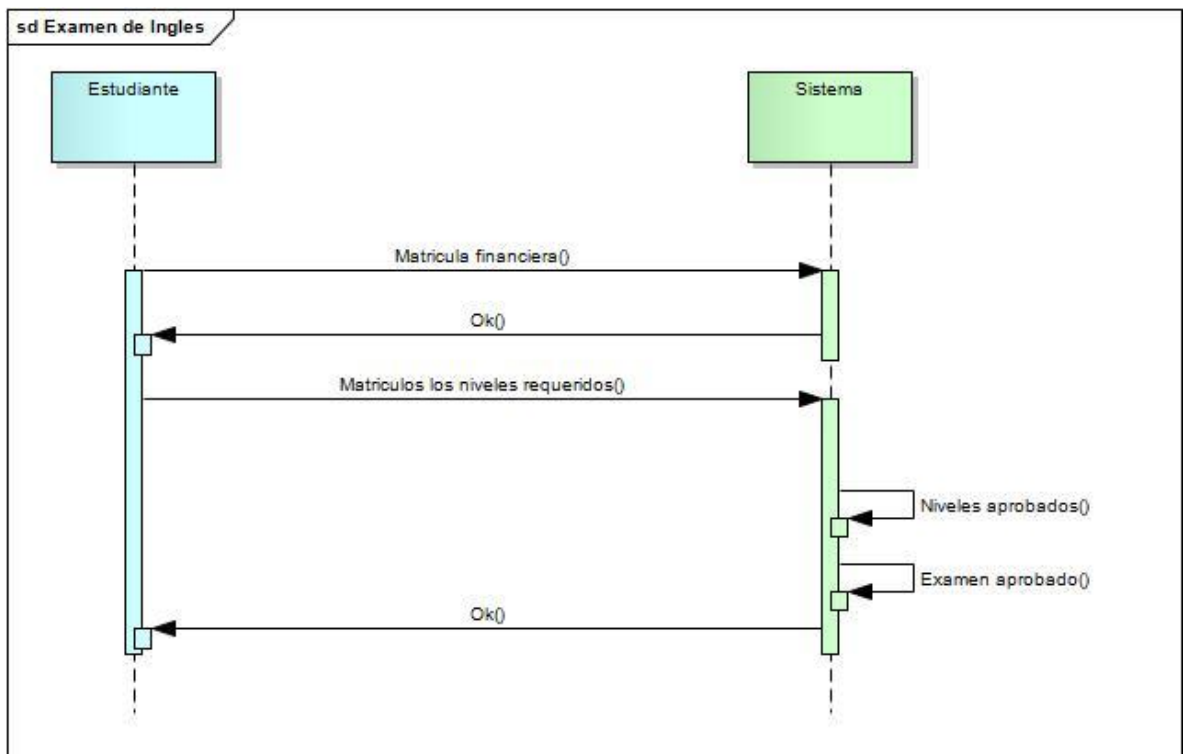 sd Examen de Ingles
Estudiante
Sistema
Matricula financiera()
Ok()
Matriculos los niveles requeridos()
Niveles aprobados()
Examen aprobado()
Ok()